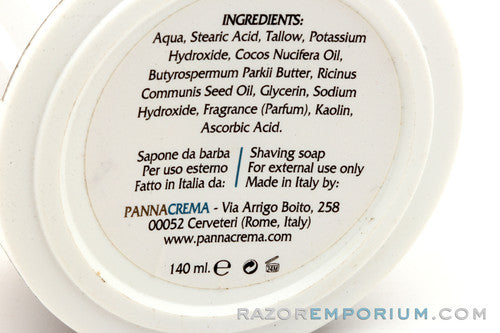 INGREDIENTS:
Aqua, Stearic Acid, Tallow, Potassium
Hydroxide, Cocos Nucifera Oil,
Butyrospermum Parkii Butter, Ricinus
Communis Seed Oil, Glycerin, Sodium
Hydroxide, Fragrance (Parfum), Kaolin,
Ascorbic Acid.
Sapone da barba
Per uso esterno
Fatto in Italia da:
Shaving soap
For external use only
Made in Italy by:
PANNACREMA - Via Arrigo Boito, 258
00052 Cerveteri (Rome, Italy)
www.pannacrema.com
140 ml. e 24M
RAZOREMPORIUM.COM